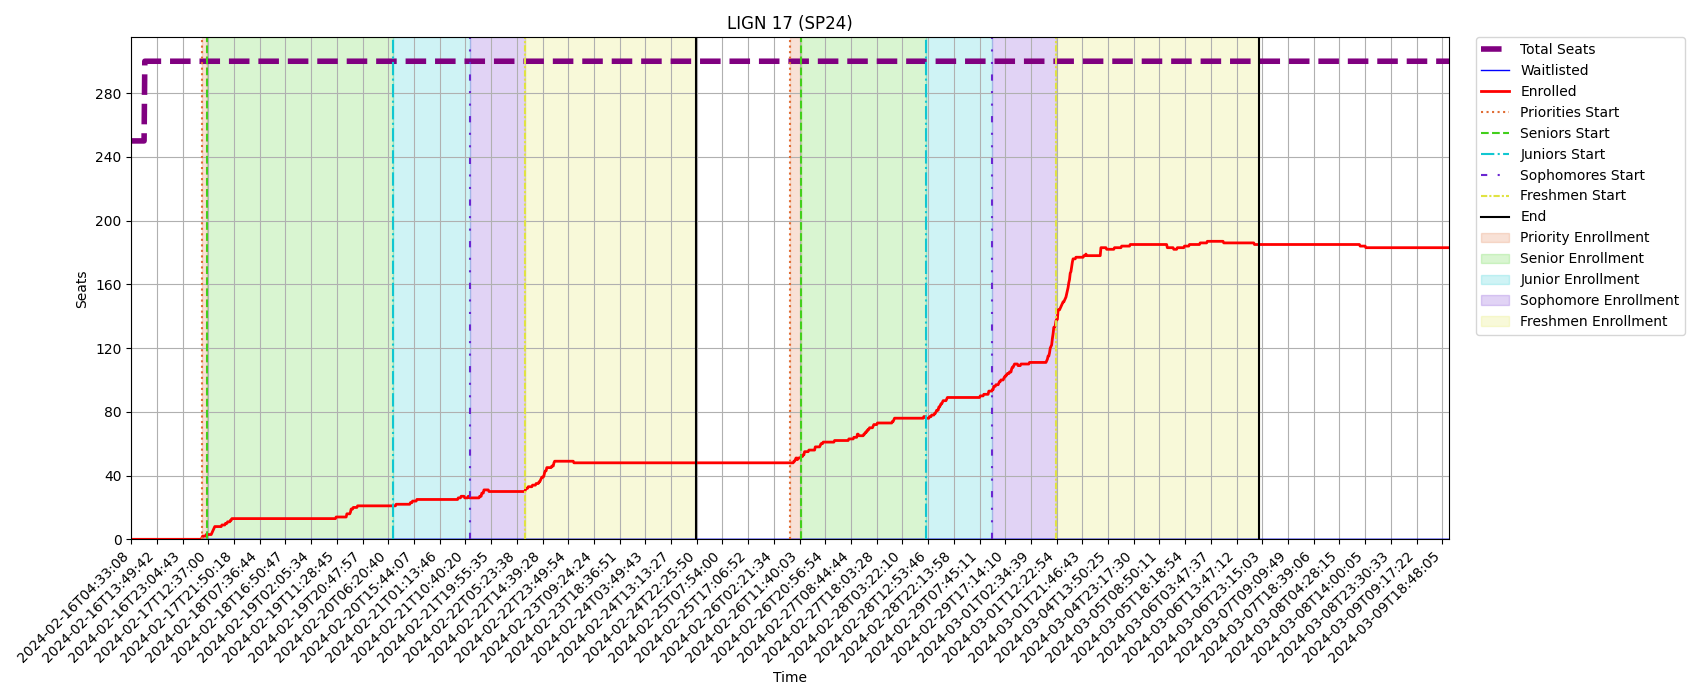 LIGN 17 (SP24)
Total Seats
Waitlisted
Enrolled
Priorities Start
Seniors Start
Juniors Start
Sophomores Start
Freshmen Start
End
Priority Enrollment
Senior Enrollment
Junior Enrollment
Sophomore Enrollment
Freshmen Enrollment
Seats
280
240
200
160
120
80
40
0
2024-02-16T04:33:08
2024-02-16T13:49:42
2024-02-16T23:04:43
2024-02-17T12:37:00
2024-02-17T21:50:18
2024-02-18T07:36:44
2024-02-18T16:50:47
2024-02-19T02:05:34
2024-02-19T11:28:45
2024-02-19T20:47:57
2024-02-20T06:20:40
2024-02-20T15:44:07
2024-02-21T01:13:46
2024-02-21T10:40:20
2024-02-21T19:55:35
2024-02-22T05:23:38
2024-02-22T14:39:28
2024-02-22T23:49:54
2024-02-23T09:24:24
2024-02-23T18:36:51
2024-02-24T03:49:43
2024-02-24T13:13:27
2024-02-24T22:25:50
2024-02-25T07:54:00
2024-02-25T17:06:52
2024-02-26T02:21:34
2024-02-26T11:40:03
2024-02-26T20:56:54
2024-02-27T08:44:44
2024-02-27T18:03:28
2024-02-28T03:22:10
2024-02-28T12:53:46
2024-02-28T22:13:58
2024-02-29T07:45:11
2024-02-29T17:14:10
2024-03-01T02:34:39
2024-03-01T12:22:54
2024-03-01T21:46:43
2024-03-04T13:50:25
2024-03-04T23:17:30
2024-03-05T08:50:11
2024-03-05T18:18:54
2024-03-06T03:47:37
2024-03-06T13:47:12
2024-03-06T23:15:03
2024-03-07T09:09:49
2024-03-07T18:39:06
2024-03-08T04:28:15
2024-03-08T14:00:05
2024-03-08T23:30:33
2024-03-09T09:17:22
2024-03-09T18:48:05
Time